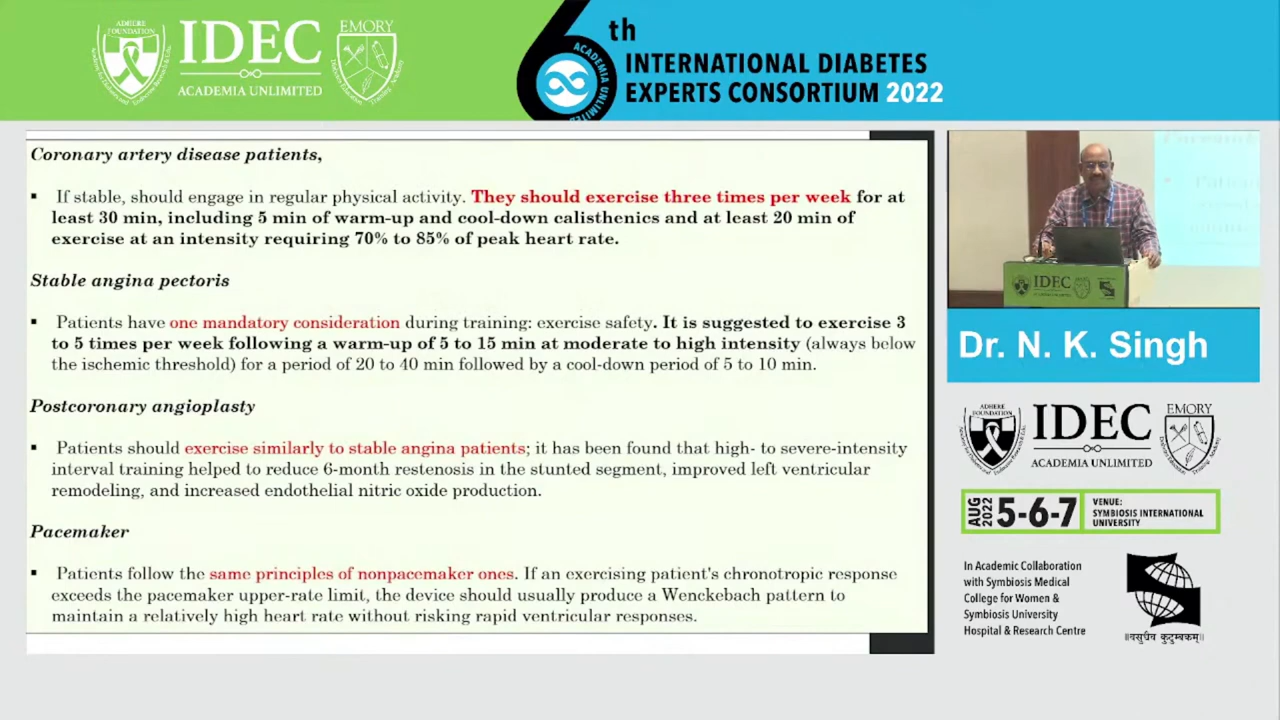 ADHERE
FOUNDATION
IDEC
ACADEMIA UNLIMITED
EMORY
6th
ACADEMIA UNLIMITED
INTERNATIONAL DIABETES
EXPERTS CONSORTIUM 2022
Coronary artery disease patients,
▪ If stable, should engage in regular physical activity. They should exercise three times per week for at
least 30 min, including 5 min of warm-up and cool-down calisthenics and at least 20 min of
exercise at an intensity requiring 70% to 85% of peak heart rate.
Stable angina pectoris
▪ Patients have one mandatory consideration during training: exercise safety. It is suggested to exercise 3
to 5 times per week following a warm-up of 5 to 15 min at moderate to high intensity (always below
the ischemic threshold) for a period of 20 to 40 min followed by a cool-down period of 5 to 10 min.
Postcoronary angioplasty
▪ Patients should exercise similarly to stable angina patients; it has been found that high- to severe-intensity
interval training helped to reduce 6-month restenosis in the stunted segment, improved left ventricular
remodeling, and increased endothelial nitric oxide production.
Pacemaker
▪ Patients follow the same principles of nonpacemaker ones. If an exercising patient's chronotropic response
exceeds the pacemaker upper-rate limit, the device should usually produce a Wenckebach pattern to
maintain a relatively high heart rate without risking rapid ventricular responses.
IDEC
Dr. N. K. Singh
ADHERE
FOUNDATION
IDEC
ACADEMIA UNLIMITED
EMORY
AUG
2022
5-6-7
VENUE:
SYMBIOSIS INTERNATIONAL
UNIVERSITY
In Academic Collaboration
with Symbiosis Medical
College for Women &
Symbiosis University
Hospital & Research Centre
॥वसुधैव कुटुम्बकम्॥